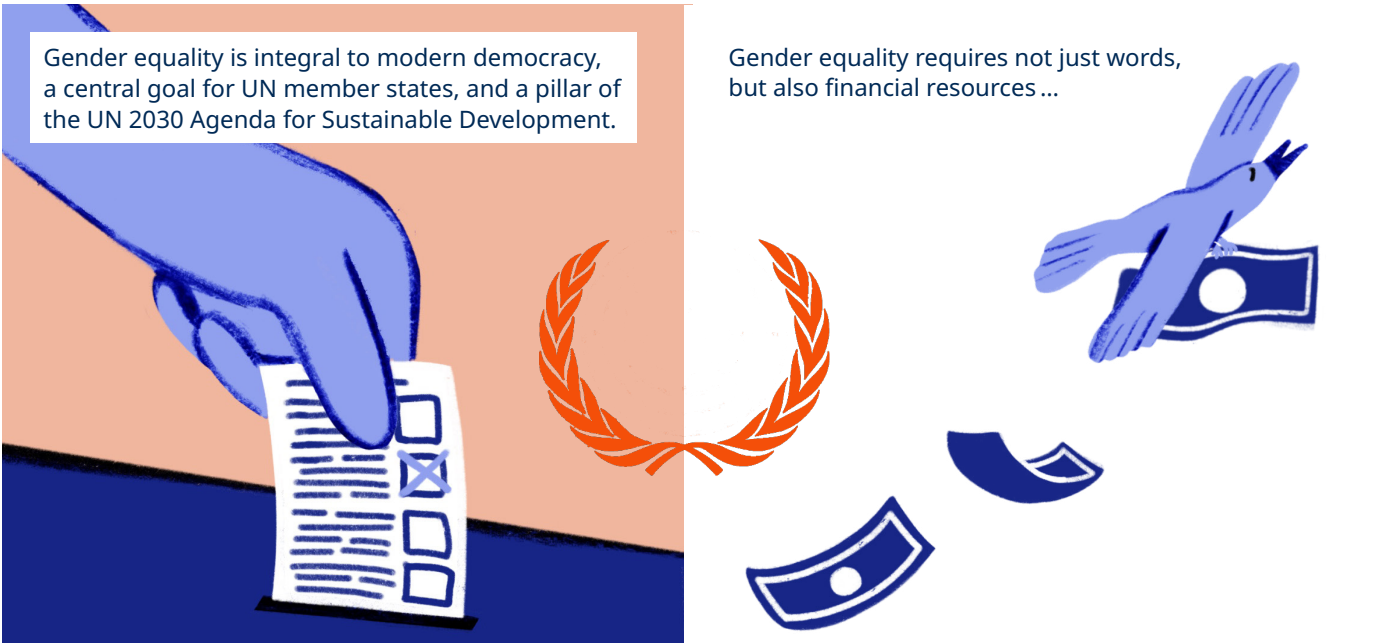 Gender equality is integral to modern democracy,
a central goal for UN member states, and a pillar of
the UN 2030 Agenda for Sustainable Development.
Gender equality requires not just words,
but also financial resources ...